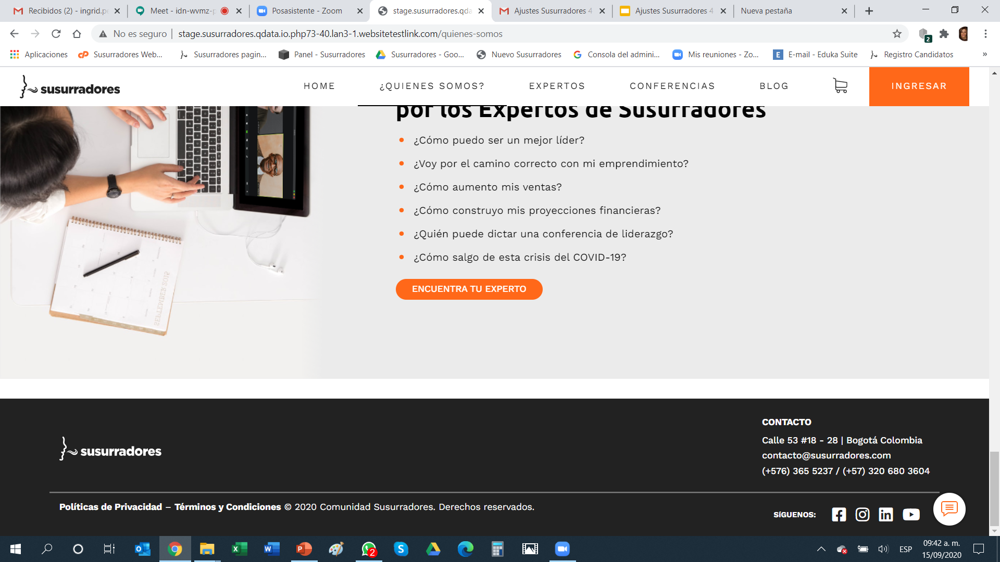 Recibidos (2) - ingrid.pe
Meet - idn-wvmz-p
Posasistente - Zoom
stage.susurradores.qda
Ajustes Susurradores 4
Ajustes Susurradores 4
Nueva pestaña
No es seguro | stage.susurradores.qdata.io.php73-40.lan3-1.websitetestlink.com/quienes-somos
2
Aplicaciones
Susurradores Web...
Susurradores pagin...
Panel - Susurradores
Susurradores - Goo...
Nuevo Susurradores
Consola del admini...
Mis reuniones - Zo...
E-mail - Eduka Suite
Registro Candidatos
»
susurradores
HOME
¿QUIENES SOMOS?
EXPERTOS
CONFERENCIAS
BLOG
INGRESAR
por los Expertos de Susurradores
¿Cómo puedo ser un mejor líder?
¿Voy por el camino correcto con mi emprendimiento?
¿Cómo aumento mis ventas?
¿Cómo construyo mis proyecciones financieras?
¿Quién puede dictar una conferencia de liderazgo?
¿Cómo salgo de esta crisis del COVID-19?
ENCUENTRA TU EXPERTO
SEPTEMBER 2015
susurradores
CONTACTO
Calle 53 #18 - 28 | Bogotá Colombia
contacto@susurradores.com
(+576) 365 5237 / (+57) 320 680 3604
Políticas de Privacidad – Términos y Condiciones © 2020 Comunidad Susurradores. Derechos reservados.
SÍGUENOS:
2
ESP
09:42 a. m.
15/09/2020